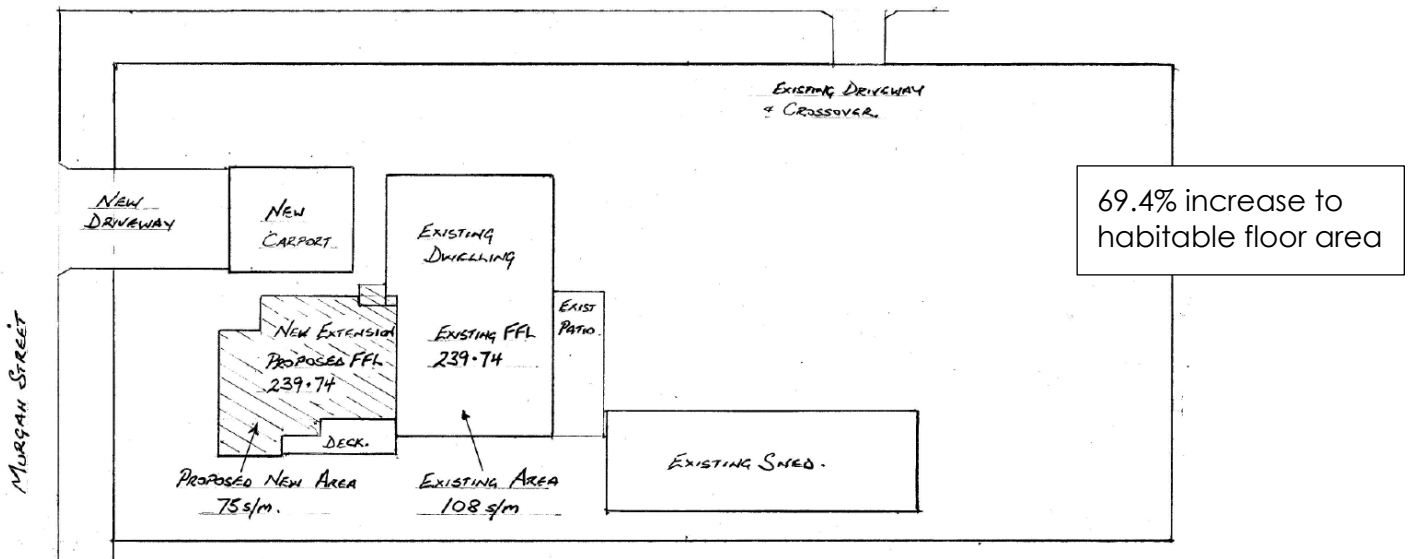 EXISTING DRIVEWAY
& CROSSOVER.
69.4% increase to
habitable floor area
NEW
DRIVEWAY
NEW
CARPORT
EXISTING
DWELLING
EXIST
PATIO.
NEW EXTENSION
PROPOSED FFL
239.74
EXISTING FFL
239.74
DECK.
EXISTING SHED.
PROPOSED NEW AREA
75 s/m.
EXISTING AREA
108 s/m
MURGAH STREET